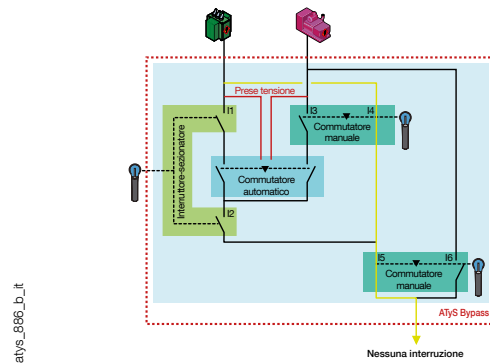 Prese tensione
I1
I3
I4
Commutatore
manuale
Interruttore-sezionatore
Commutatore
automatico
I2
I5
I6
Commutatore
manuale
ATyS Bypass
Nessuna interruzione
atys_886_b_it